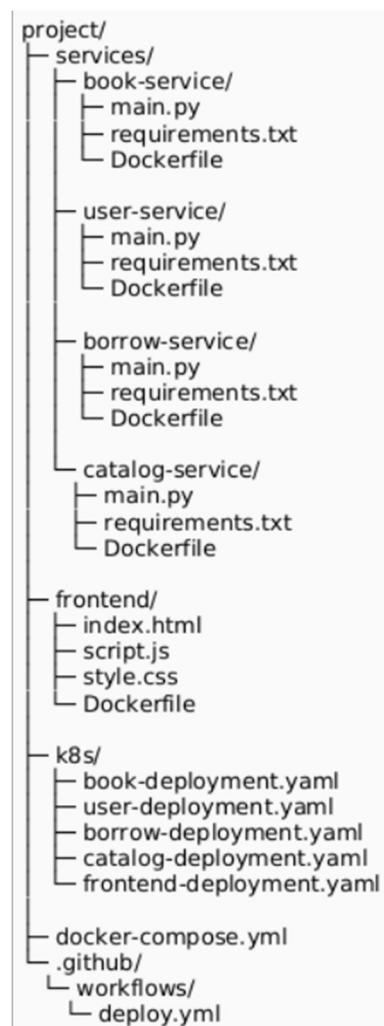 project/
├─ services/
│ ├─ book-service/
│ │ ├─ main.py
│ │ ├─ requirements.txt
│ │ └─ Dockerfile
│ ├─ user-service/
│ │ ├─ main.py
│ │ ├─ requirements.txt
│ │ └─ Dockerfile
│ ├─ borrow-service/
│ │ ├─ main.py
│ │ ├─ requirements.txt
│ │ └─ Dockerfile
│ └─ catalog-service/
│ ├─ main.py
│ ├─ requirements.txt
│ └─ Dockerfile
├─ frontend/
│ ├─ index.html
│ ├─ script.js
│ ├─ style.css
│ └─ Dockerfile
├─ k8s/
│ ├─ book-deployment.yaml
│ ├─ user-deployment.yaml
│ ├─ borrow-deployment.yaml
│ ├─ catalog-deployment.yaml
│ └─ frontend-deployment.yaml
├─ docker-compose.yml
└─ .github/
└─ workflows/
└─ deploy.yml